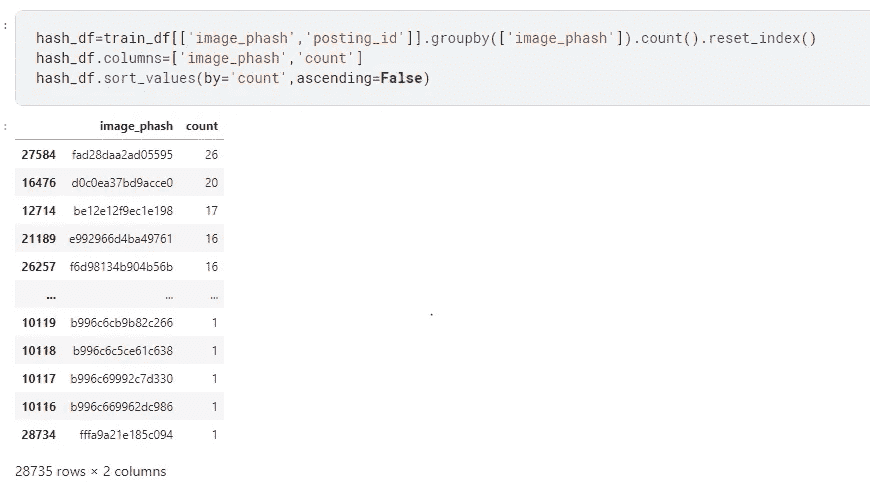 :
hash_df=train_df[['image_phash','posting_id']].groupby(['image_phash']).count().reset_index()
hash_df.columns=['image_phash','count']
hash_df.sort_values(by='count',ascending=False)
:
image_phash count
27584 fad28daa2ad05595 26
16476 d0c0ea37bd9acce0 20
12714 be12e12f9ec1e198 17
21189 e992966d4ba49761 16
26257 f6d98134b904b56b 16
... ... ...
10119 b996c6cb9b82c266 1
10118 b996c6c5ce61c638 1
10117 b996c69992c7d330 1
10116 b996c669962dc986 1
28734 fffa9a21e185c094 1
28735 rows × 2 columns